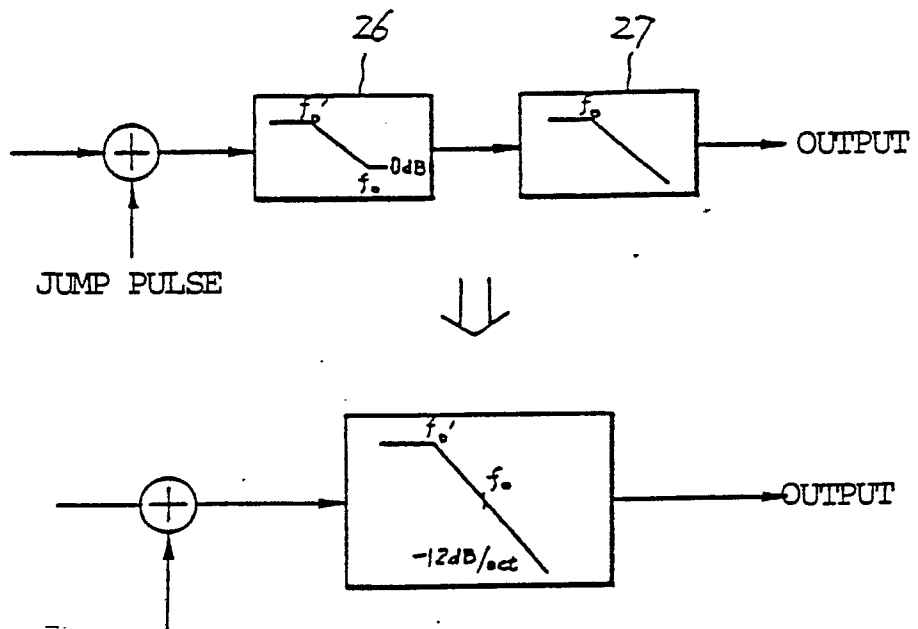 26
27
f₀'
0dB
f₀
f₀
OUTPUT
JUMP PULSE
f₀'
f₀
-12dB/oct
OUTPUT